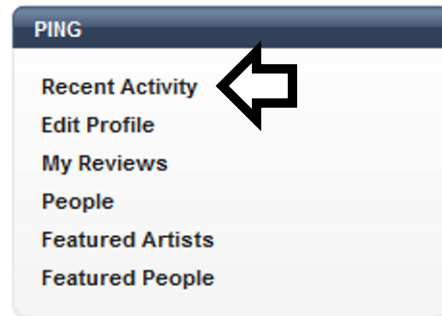 PING
Recent Activity
Edit Profile
My Reviews
People
Featured Artists
Featured People